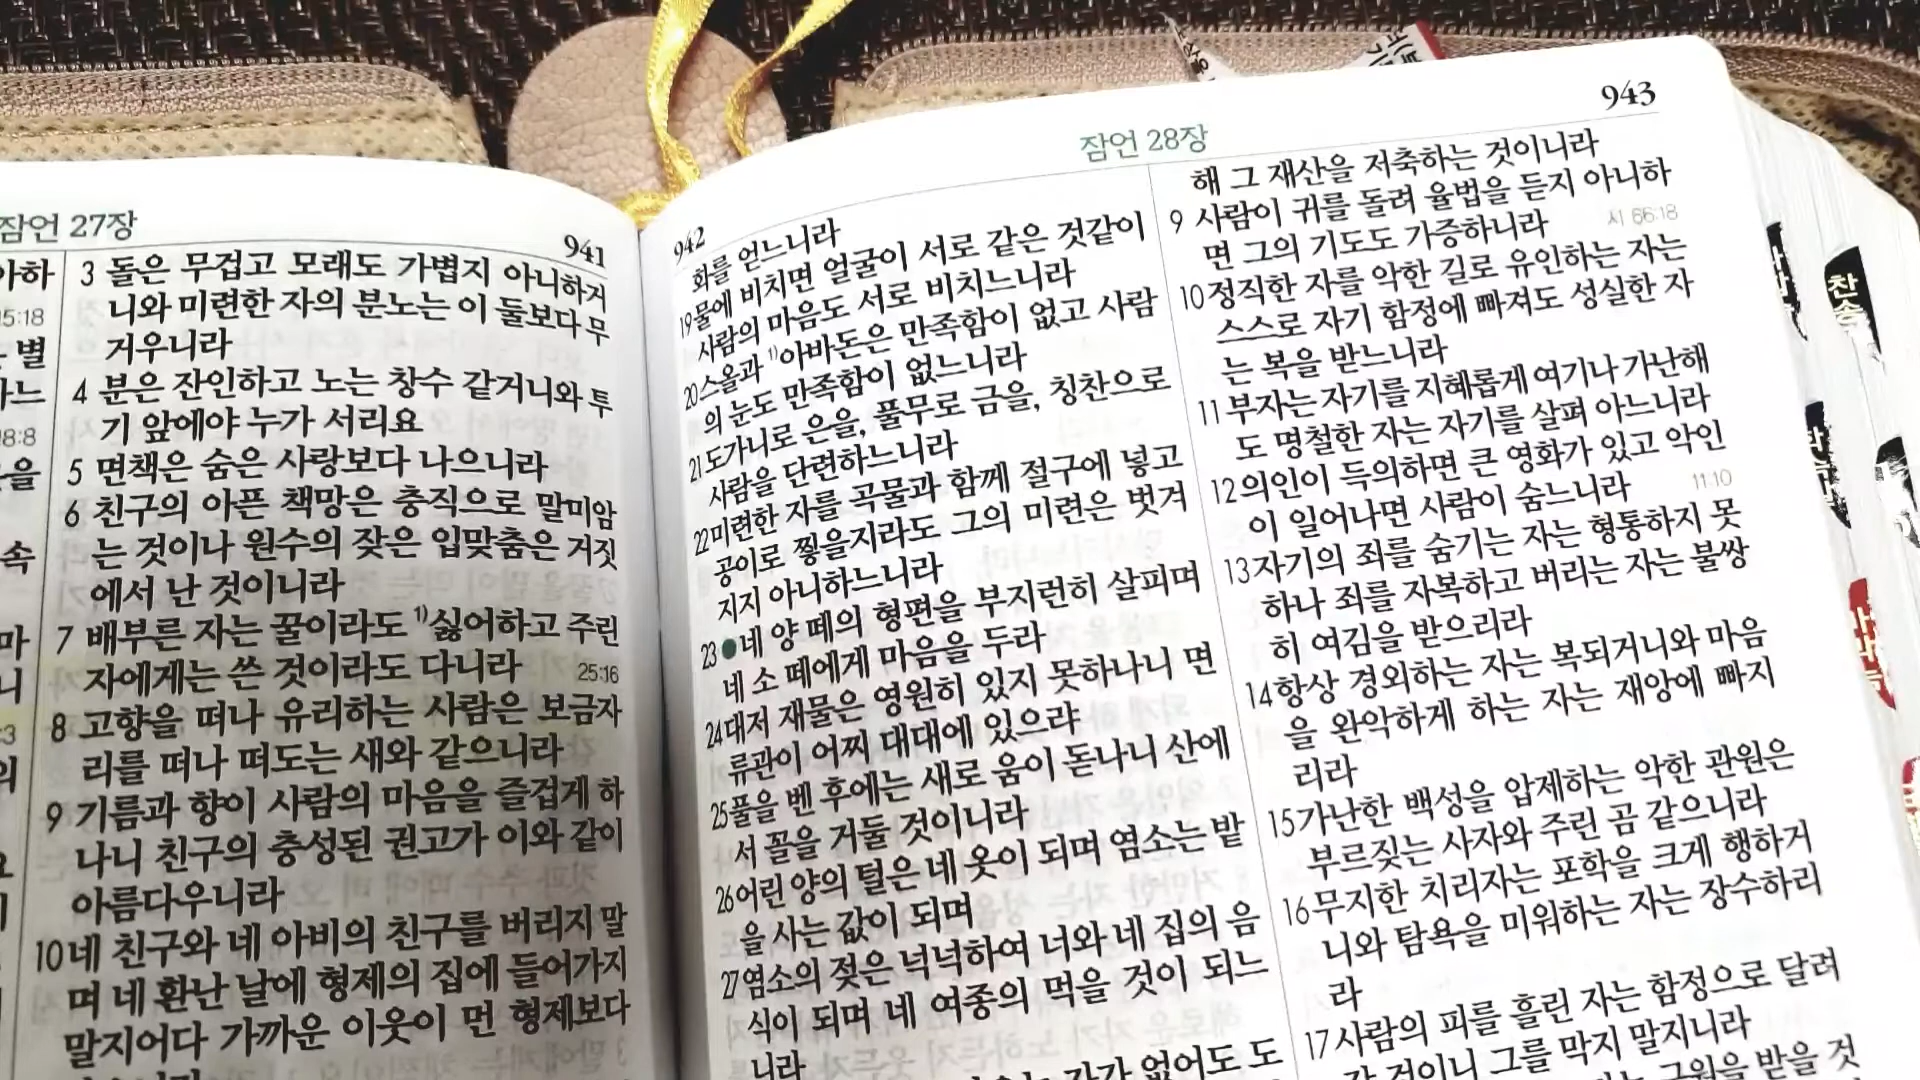 잠언 27장
941
아하
15:18
별
하느
98:8
속
마
니
3 돌은 무겁고 모래도 가볍지 아니하거
니와 미련한 자의 분노는 이 둘보다 무
거우니라
4 분은 잔인하고 노는 창수 같거니와 투
기 앞에야 누가 서리요
5 면책은 숨은 사랑보다 나으니라
6 친구의 아픈 책망은 충직으로 말미암
는 것이나 원수의 잦은 입맞춤은 거짓
에서 난 것이니라
7 배부른 자는 꿀이라도 1)싫어하고 주린
자에게는 쓴 것이라도 다니라 25:16
8 고향을 떠나 유리하는 사람은 보금자
리를 떠나 떠도는 새와 같으니라
9 기름과 향이 사람의 마음을 즐겁게 하
나니 친구의 충성된 권고가 이와 같이
아름다우니라
10 네 친구와 네 아비의 친구를 버리지 말
며 네 환난 날에 형제의 집에 들어가지
말지어다 가까운 이웃이 먼 형제보다
942
잠언 28장
943
화를 얻느니라
19 물에 비치면 얼굴이 서로 같은 것같이
사람의 마음도 서로 비치느니라
20 스올과 1)아바돈은 만족함이 없고 사람
의 눈도 만족함이 없느니라
21 도가니로 은을, 풀무로 금을, 칭찬으로
사람을 단련하느니라
22 미련한 자를 곡물과 함께 절구에 넣고
공이로 찧을지라도 그의 미련은 벗겨
지지 아니하느니라
23 ●네 양 떼의 형편을 부지런히 살피며
네 소 떼에게 마음을 두라
24 대저 재물은 영원히 있지 못하나니 면
류관이 어찌 대대에 있으랴
25 풀을 벤 후에는 새로 움이 돋나니 산에
서 꼴을 거둘 것이니라
26 어린 양의 털은 네 옷이 되며 염소는 밭
을 사는 값이 되며
27 염소의 젖은 넉넉하여 너와 네 집의 음
식이 되며 네 여종의 먹을 것이 되느
니라
자가 없어도 도
해 그 재산을 저축하는 것이니라
9 사람이 귀를 돌려 율법을 듣지 아니하
면 그의 기도도 가증하니라 시 66:18
10 정직한 자를 악한 길로 유인하는 자는
스스로 자기 함정에 빠져도 성실한 자
는 복을 받느니라
11 부자는 자기를 지혜롭게 여기나 가난해
도 명철한 자는 자기를 살펴 아느니라
12 의인이 득의하면 큰 영화가 있고 악인
이 일어나면 사람이 숨느니라 11:10
13 자기의 죄를 숨기는 자는 형통하지 못
하나 죄를 자복하고 버리는 자는 불쌍
히 여김을 받으리라
14 항상 경외하는 자는 복되거니와 마음
을 완악하게 하는 자는 재앙에 빠지
리라
15 가난한 백성을 압제하는 악한 관원은
부르짖는 사자와 주린 곰 같으니라
16 무지한 치리자는 포학을 크게 행하거
니와 탐욕을 미워하는 자는 장수하리
라
17 사람의 피를 흘린 자는 함정으로 달려
갈 것이니 그를 막지 말지니라
구원을 받을 것
찬송